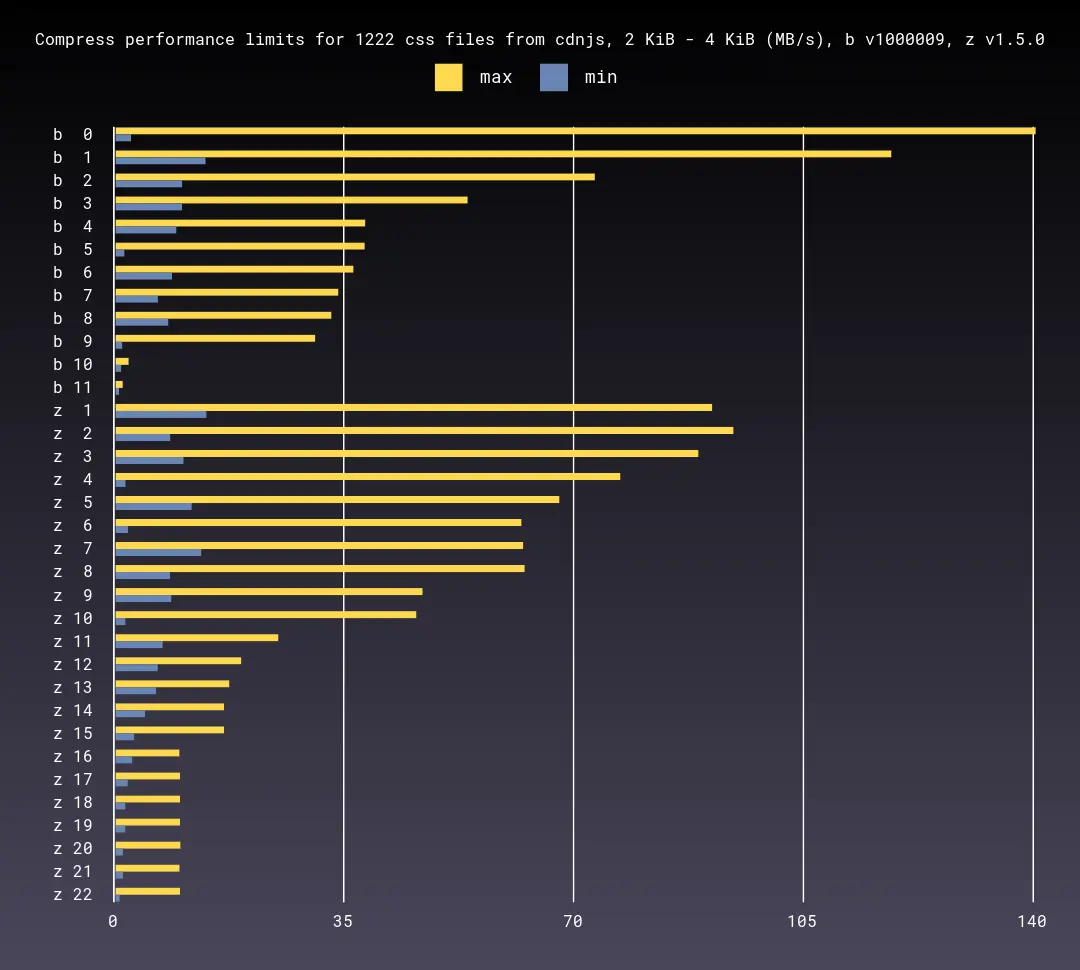 Compress performance limits for 1222 css files from cdnjs, 2 KiB - 4 KiB (MB/s), b v1000009, z v1.5.0
max min
b 0
b 1
b 2
b 3
b 4
b 5
b 6
b 7
b 8
b 9
b 10
b 11
z 1
z 2
z 3
z 4
z 5
z 6
z 7
z 8
z 9
z 10
z 11
z 12
z 13
z 14
z 15
z 16
z 17
z 18
z 19
z 20
z 21
z 22
0 35 70 105 140